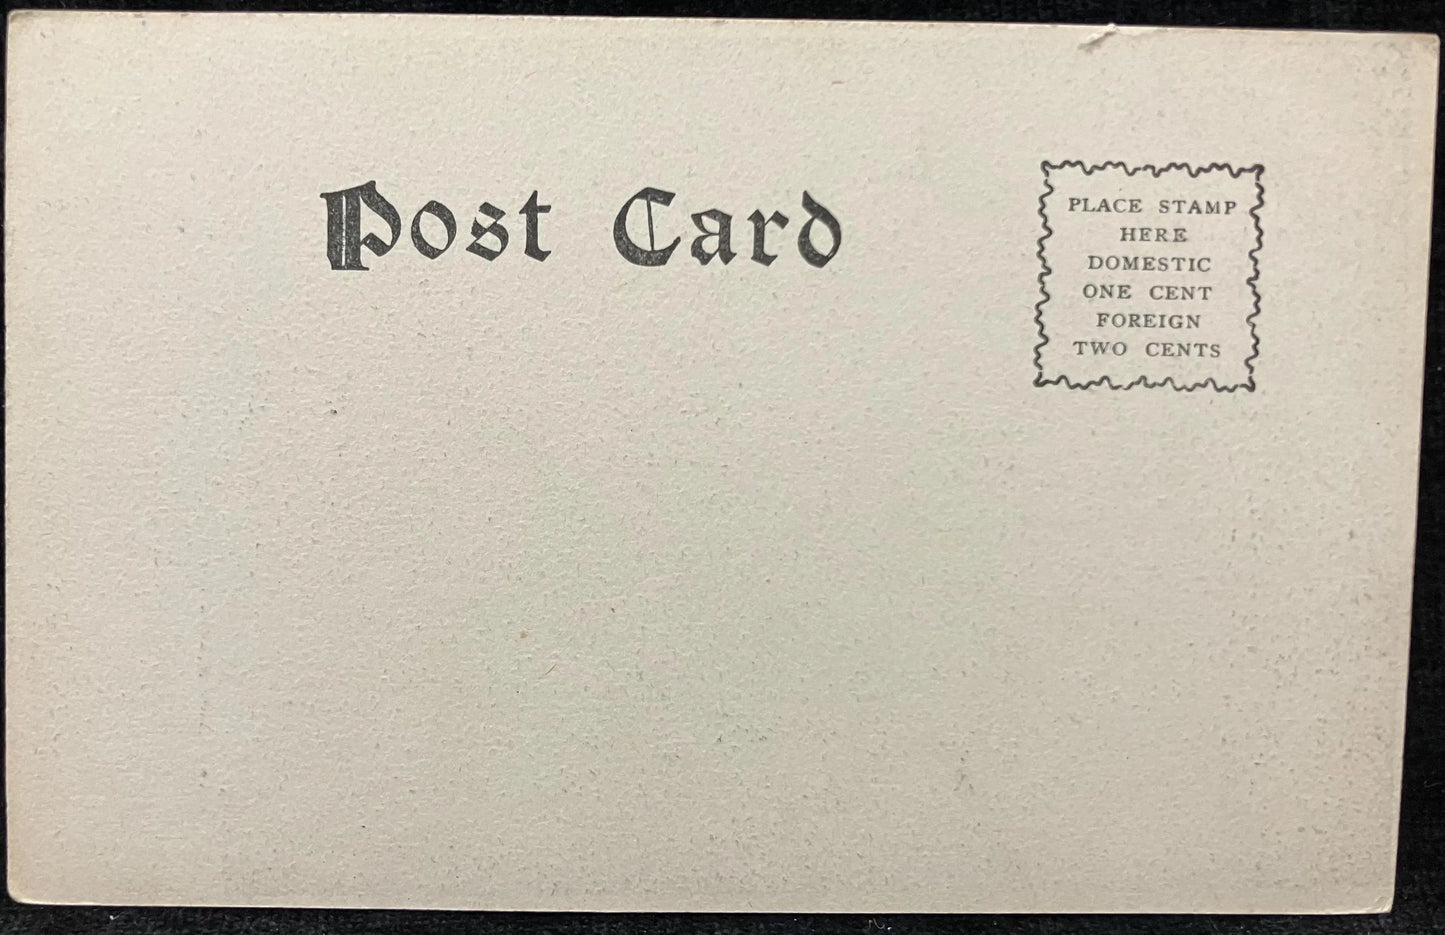 Post Card
PLACE STAMP
HERE
DOMESTIC
ONE CENT
FOREIGN
TWO CENTS